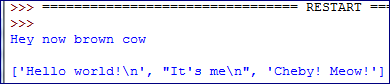 >>> ================================ RESTART
>>>
Hey now brown cow
['Hello world!\n', "It's me\n", 'Cheby! Meow!']